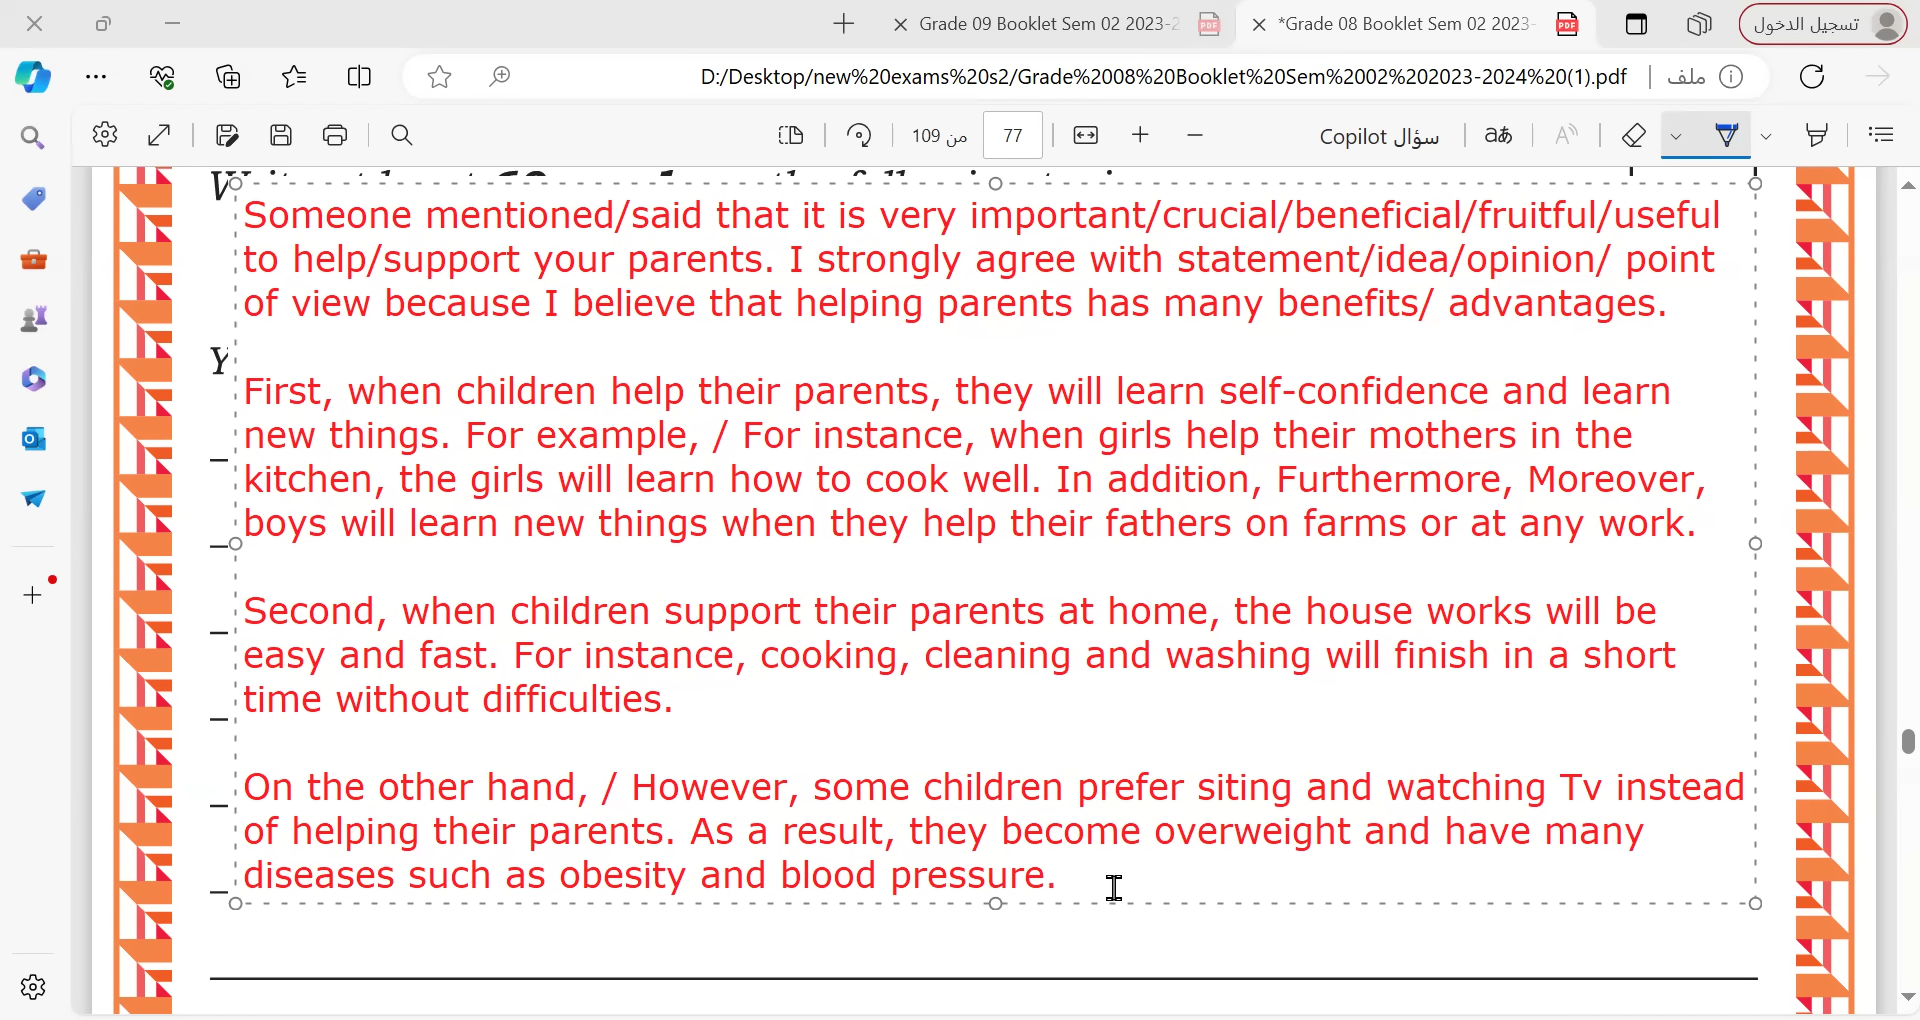 Grade 09 Booklet Sem 02 2023-2
*Grade 08 Booklet Sem 02 2023-
تسجيل الدخول
D:/Desktop/new%20exams%20s2/Grade%2008%20Booklet%20Sem%2002%202023-2024%20(1).pdf
ملف
77
من 109
سؤال Copilot
Someone mentioned/said that it is very important/crucial/beneficial/fruitful/useful
to help/support your parents. I strongly agree with statement/idea/opinion/ point
of view because I believe that helping parents has many benefits/ advantages.
Y
First, when children help their parents, they will learn self-confidence and learn
new things. For example, / For instance, when girls help their mothers in the
kitchen, the girls will learn how to cook well. In addition, Furthermore, Moreover,
boys will learn new things when they help their fathers on farms or at any work.
Second, when children support their parents at home, the house works will be
easy and fast. For instance, cooking, cleaning and washing will finish in a short
time without difficulties.
On the other hand, / However, some children prefer siting and watching Tv instead
of helping their parents. As a result, they become overweight and have many
diseases such as obesity and blood pressure.